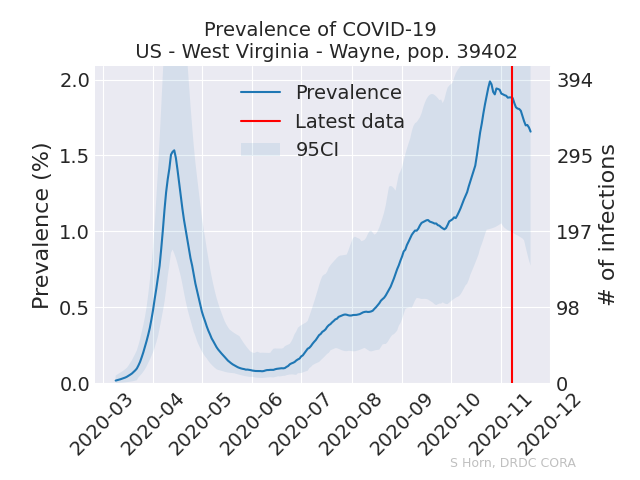 Prevalence of COVID-19
US - West Virginia - Wayne, pop. 39402
Prevalence
Latest data
95CI
Prevalence (%)
2.0
1.5
1.0
0.5
0.0
394
295
197
98
0
# of infections
2020-03
2020-04
2020-05
2020-06
2020-07
2020-08
2020-09
2020-10
2020-11
2020-12
S Horn, DRDC CORA